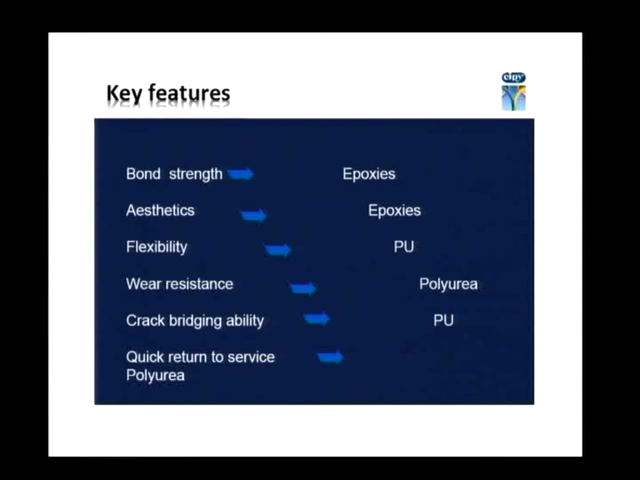 Key features
Bond strength Epoxies
Aesthetics Epoxies
Flexibility PU
Wear resistance Polyurea
Crack bridging ability PU
Quick return to service
Polyurea